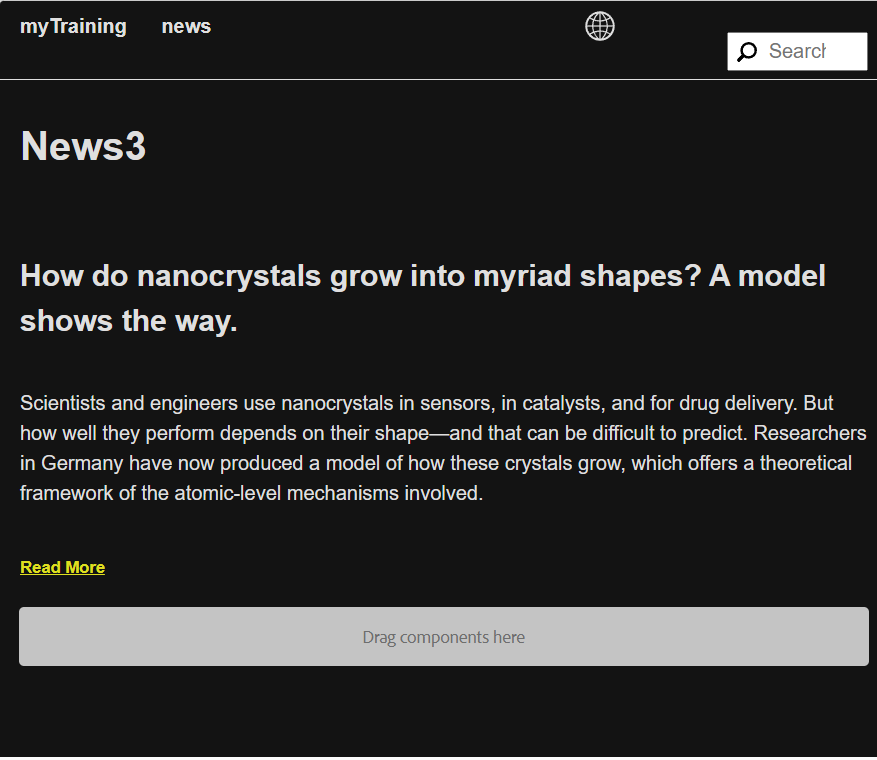 myTraining news
Search
News3
How do nanocrystals grow into myriad shapes? A model
shows the way.
Scientists and engineers use nanocrystals in sensors, in catalysts, and for drug delivery. But
how well they perform depends on their shape—and that can be difficult to predict. Researchers
in Germany have now produced a model of how these crystals grow, which offers a theoretical
framework of the atomic-level mechanisms involved.
Read More
Drag components here